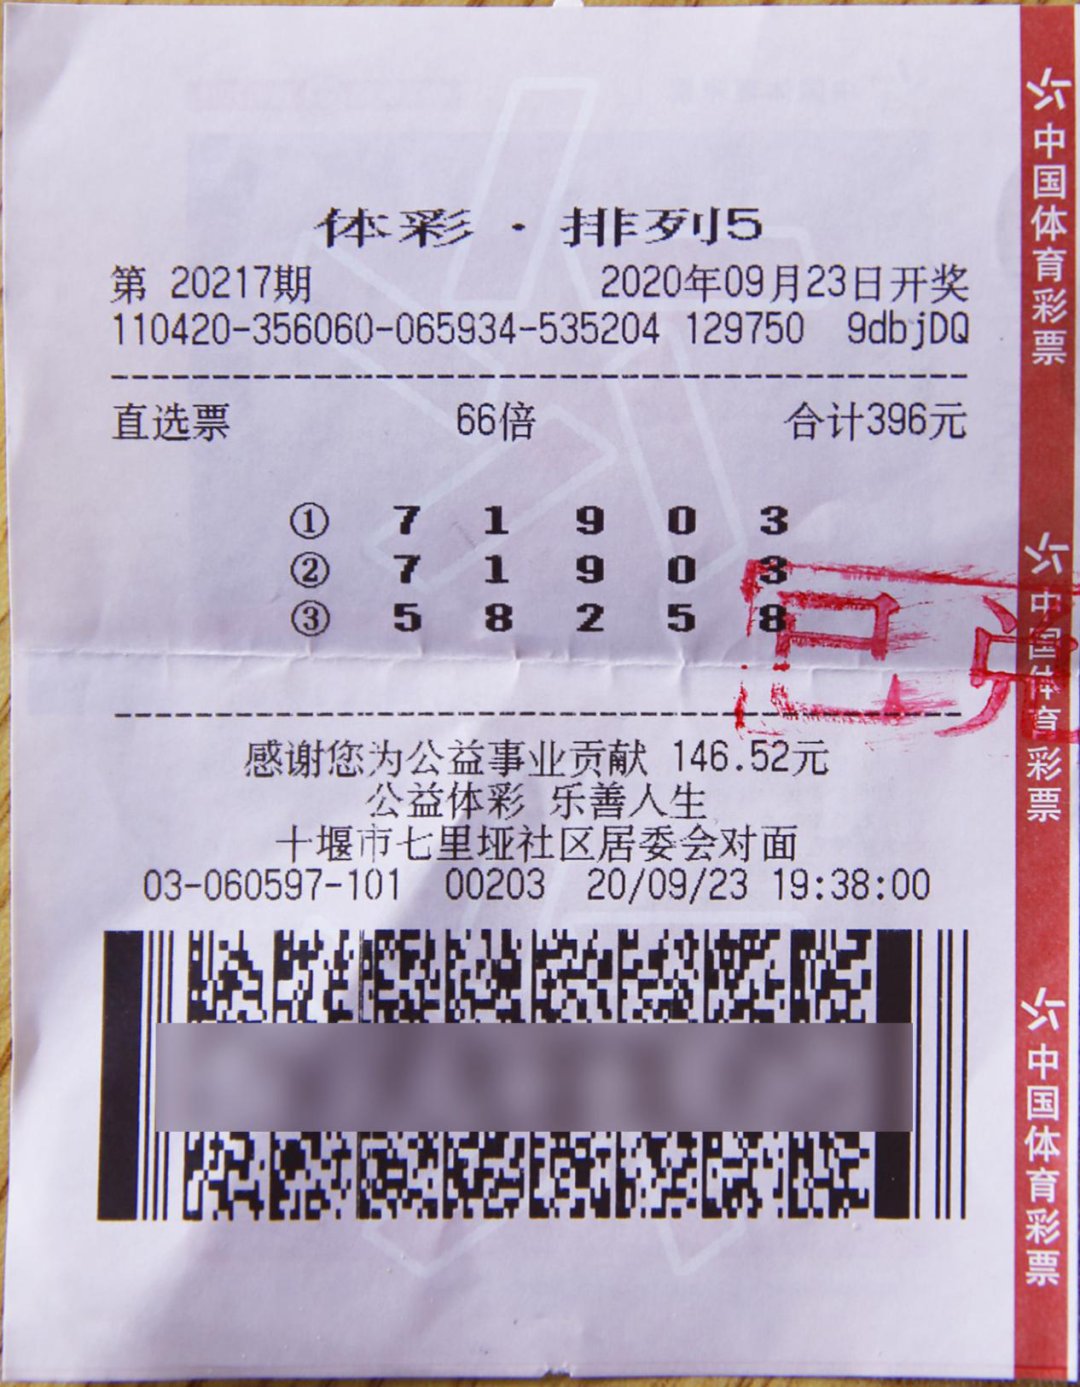 体彩·排列5
第 20217期 2020年09月23日开奖
110420-356060-065934-535204 129750 9dbjDQ
直选票 66倍 合计396元
① 7 1 9 0 3
② 7 1 9 0 3
③ 5 8 2 5 8
已
感谢您为公益事业贡献 146.52元
公益体彩 乐善人生
十堰市七里垭社区居委会对面
03-060597-101 00203 20/09/23 19:38:00
中国体育彩票
中国体育彩票
中国体育彩票